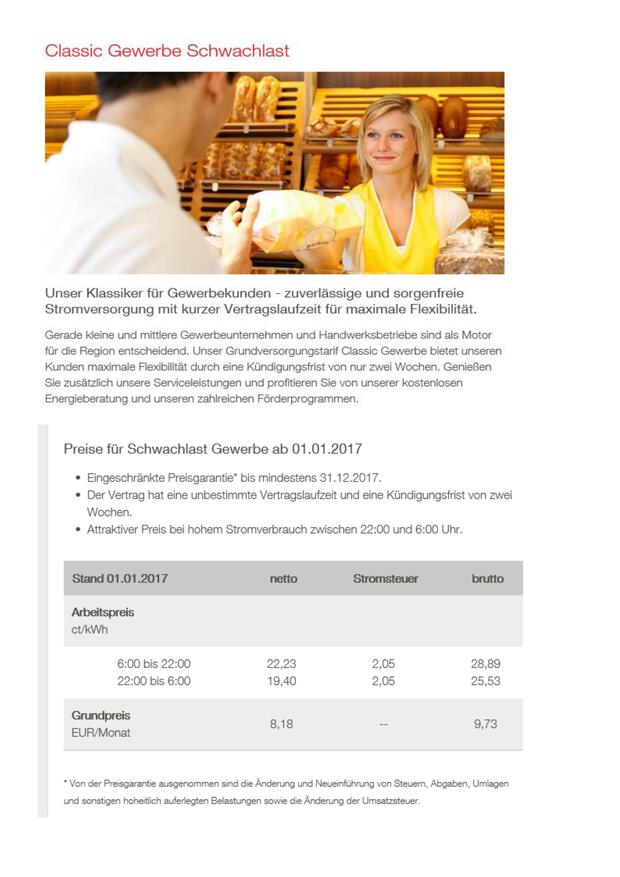 Classic Gewerbe Schwachlast
Unser Klassiker für Gewerbekunden - zuverlässige und sorgenfreie
Stromversorgung mit kurzer Vertragslaufzeit für maximale Flexibilität.
Gerade kleine und mittlere Gewerbeunternehmen und Handwerksbetriebe sind als Motor
für die Region entscheidend. Unser Grundversorgungstarif Classic Gewerbe bietet unseren
Kunden maximale Flexibilität durch eine Kündigungsfrist von nur zwei Wochen. Genießen
Sie zusätzlich unsere Serviceleistungen und profitieren Sie von unserer kostenlosen
Energieberatung und unseren zahlreichen Förderprogrammen.
Preise für Schwachlast Gewerbe ab 01.01.2017
• Eingeschränkte Preisgarantie* bis mindestens 31.12.2017.
• Der Vertrag hat eine unbestimmte Vertragslaufzeit und eine Kündigungsfrist von zwei
Wochen.
• Attraktiver Preis bei hohem Stromverbrauch zwischen 22:00 und 6:00 Uhr.
Stand 01.01.2017 netto Stromsteuer brutto
Arbeitspreis
ct/kWh
6:00 bis 22:00 22,23 2,05 28,89
22:00 bis 6:00 19,40 2,05 25,53
Grundpreis
EUR/Monat 8,18 -- 9,73
* Von der Preisgarantie ausgenommen sind die Änderung und Neueinführung von Steuern, Abgaben, Umlagen
und sonstigen hoheitlich auferlegten Belastungen sowie die Änderung der Umsatzsteuer.